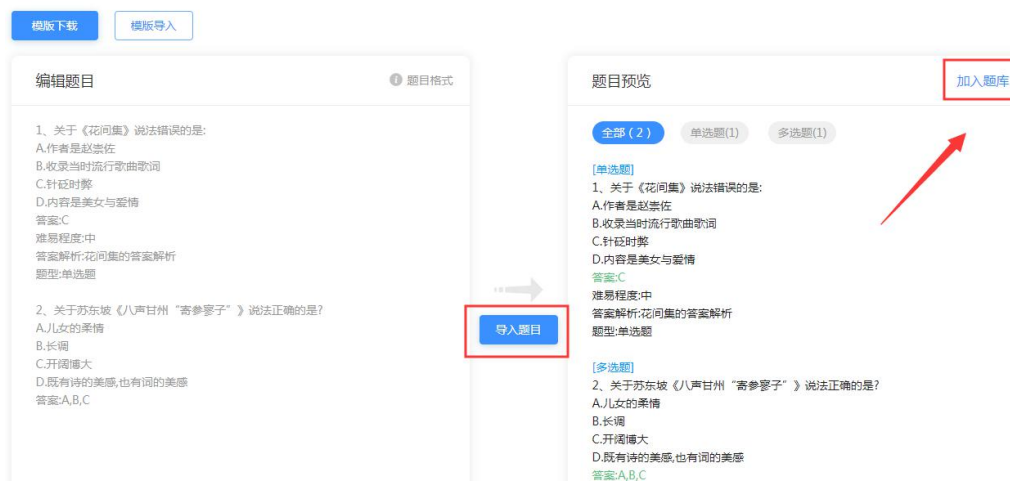 模版下载
模版导入
编辑题目
题目格式
1、关于《花间集》说法错误的是:
A.作者是赵崇佐
B.收录当时流行歌曲歌词
C.针砭时弊
D.内容是美女与爱情
答案:C
难易程度:中
答案解析:花间集的答案解析
题型:单选题
2、关于苏东坡《八声甘州“寄参寥子”》说法正确的是?
A.儿女的柔情
B.长调
C.开阔博大
D.既有诗的美感,也有词的美感
答案:A,B,C
导入题目
题目预览
加入题库
全部（2）
单选题(1)
多选题(1)
[单选题]
1、关于《花间集》说法错误的是:
A.作者是赵崇佐
B.收录当时流行歌曲歌词
C.针砭时弊
D.内容是美女与爱情
答案:C
难易程度:中
答案解析:花间集的答案解析
题型:单选题
[多选题]
2、关于苏东坡《八声甘州“寄参寥子”》说法正确的是?
A.儿女的柔情
B.长调
C.开阔博大
D.既有诗的美感,也有词的美感
答案:A,B,C